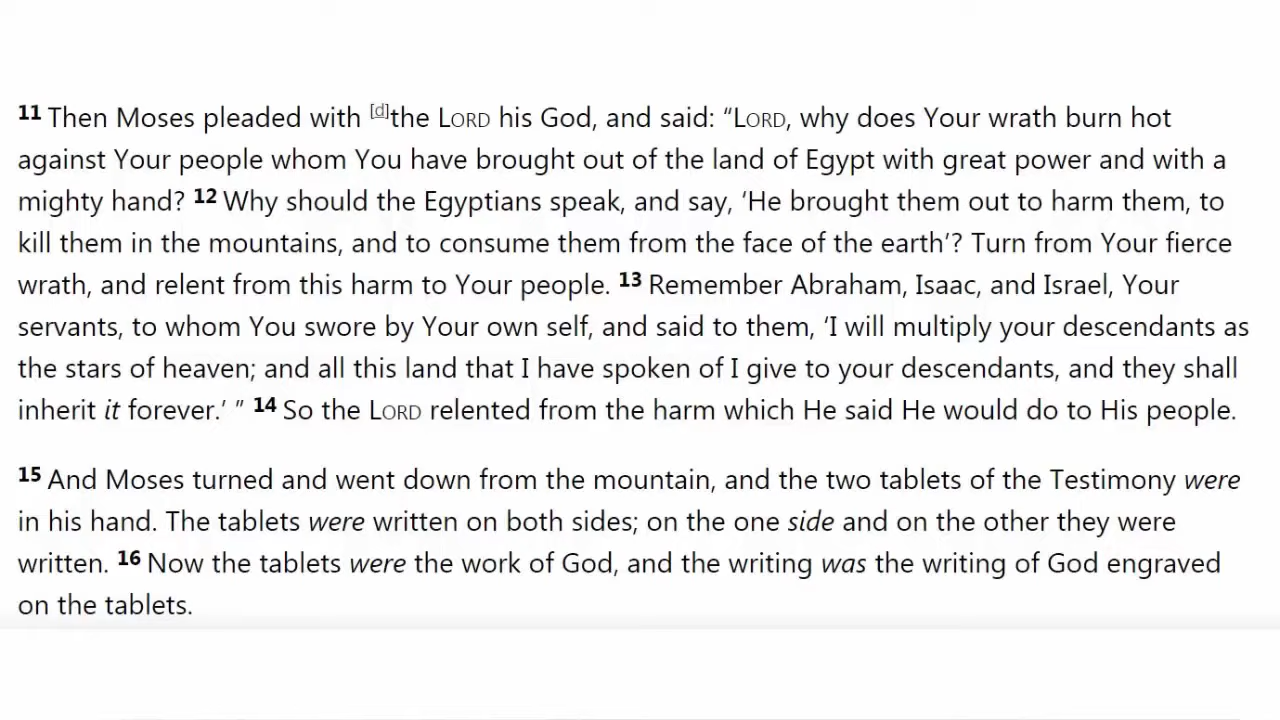 11 Then Moses pleaded with [d]the LORD his God, and said: “LORD, why does Your wrath burn hot
against Your people whom You have brought out of the land of Egypt with great power and with a
mighty hand? 12 Why should the Egyptians speak, and say, ‘He brought them out to harm them, to
kill them in the mountains, and to consume them from the face of the earth’? Turn from Your fierce
wrath, and relent from this harm to Your people. 13 Remember Abraham, Isaac, and Israel, Your
servants, to whom You swore by Your own self, and said to them, ‘I will multiply your descendants as
the stars of heaven; and all this land that I have spoken of I give to your descendants, and they shall
inherit it forever.’ ” 14 So the LORD relented from the harm which He said He would do to His people.
15 And Moses turned and went down from the mountain, and the two tablets of the Testimony were
in his hand. The tablets were written on both sides; on the one side and on the other they were
written. 16 Now the tablets were the work of God, and the writing was the writing of God engraved
on the tablets.